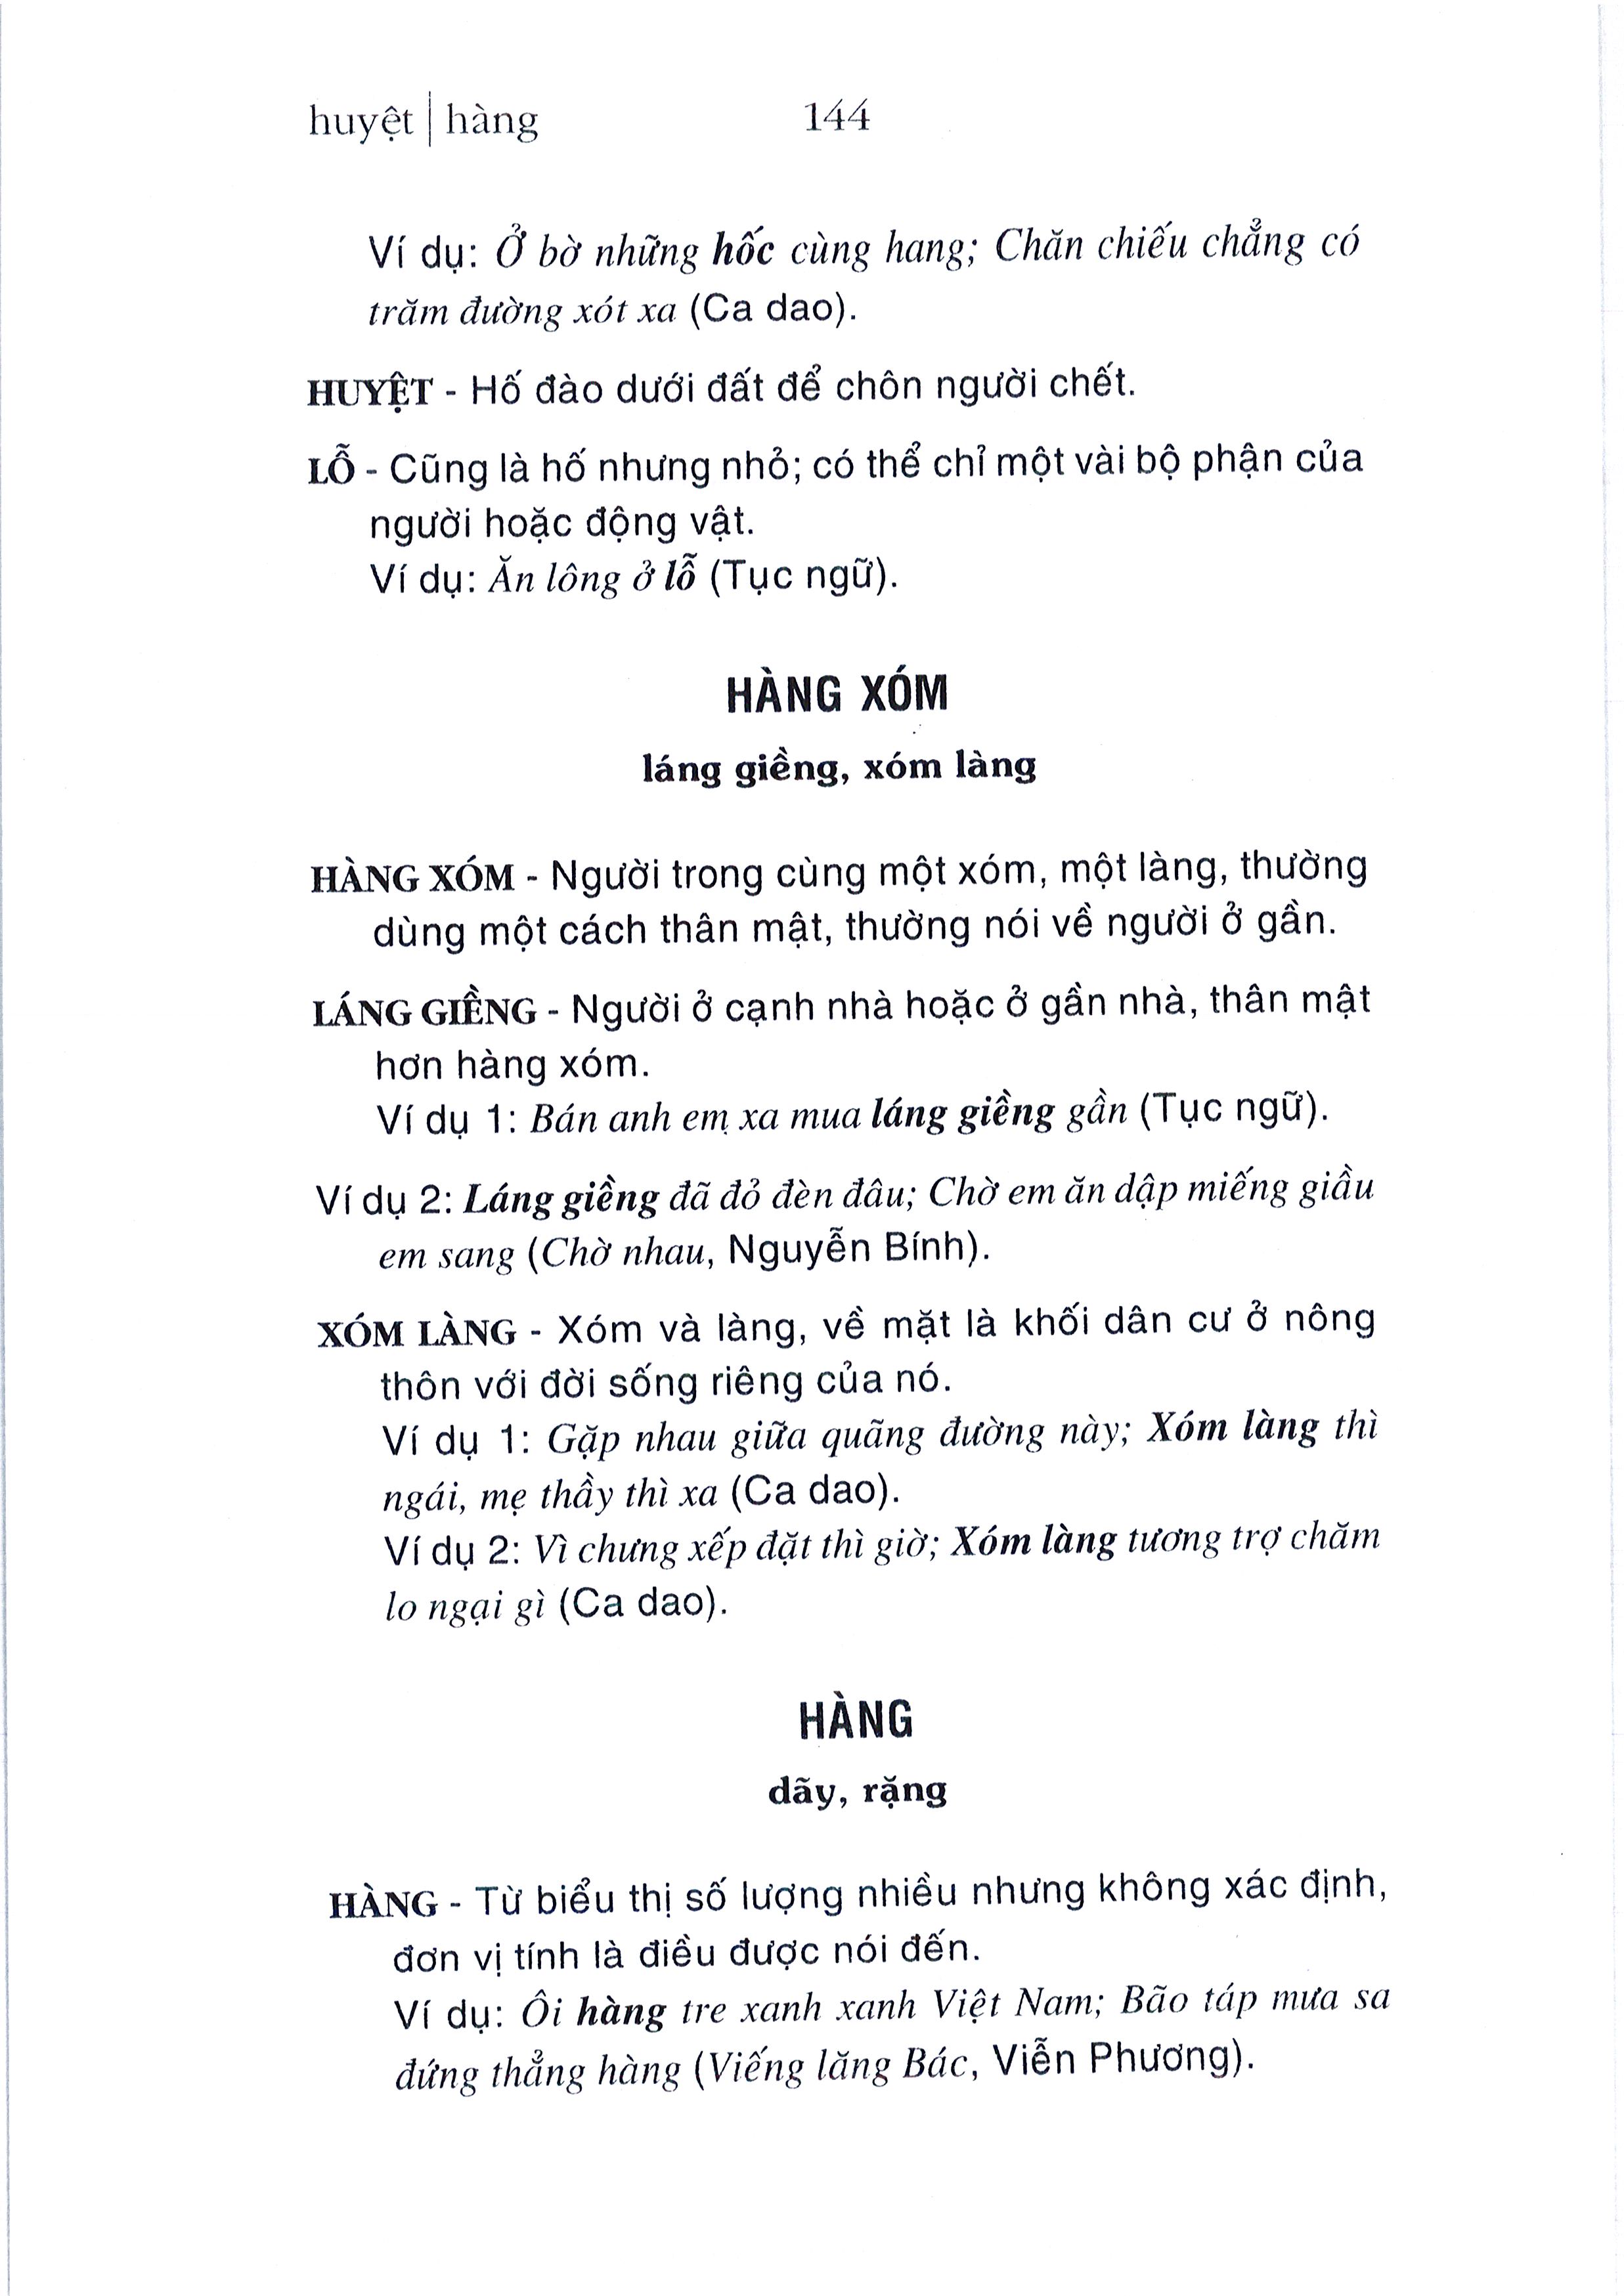 huyệt | hàng 144
Ví dụ: Ở bờ những hốc cùng hang; Chăn chiếu chẳng có
trăm đường xót xa (Ca dao).
HUYỆT - Hố đào dưới đất để chôn người chết.
LỖ - Cũng là hố nhưng nhỏ; có thể chỉ một vài bộ phận của
người hoặc động vật.
Ví dụ: Ăn lông ở lỗ (Tục ngữ).
HÀNG XÓM
láng giềng, xóm làng
HÀNG XÓM - Người trong cùng một xóm, một làng, thường
dùng một cách thân mật, thường nói về người ở gần.
LÁNG GIỀNG - Người ở cạnh nhà hoặc ở gần nhà, thân mật
hơn hàng xóm.
Ví dụ 1: Bán anh em xa mua láng giềng gần (Tục ngữ).
Ví dụ 2: Láng giềng đã đỏ đèn đâu; Chờ em ăn dập miếng giầu
em sang (Chờ nhau, Nguyễn Bính).
XÓM LÀNG - Xóm và làng, về mặt là khối dân cư ở nông
thôn với đời sống riêng của nó.
Ví dụ 1: Gặp nhau giữa quãng đường này; Xóm làng thì
ngái, mẹ thầy thì xa (Ca dao).
Ví dụ 2: Vì chưng xếp đặt thì giờ; Xóm làng tương trợ chăm
lo ngại gì (Ca dao).
HÀNG
dãy, rặng
HÀNG - Từ biểu thị số lượng nhiều nhưng không xác định,
đơn vị tính là điều được nói đến.
Ví dụ: Ôi hàng tre xanh xanh Việt Nam; Bão táp mưa sa
đứng thẳng hàng (Viếng lăng Bác, Viễn Phương).